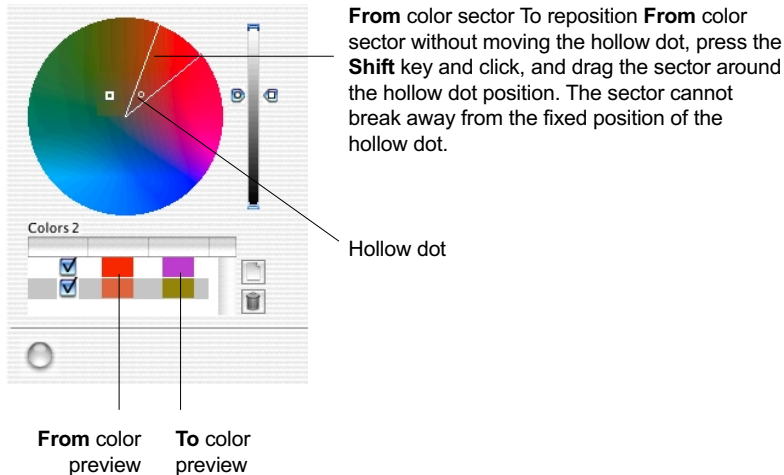 From color sector To reposition From color
sector without moving the hollow dot, press the
Shift key and click, and drag the sector around
the hollow dot position. The sector cannot
break away from the fixed position of the
hollow dot.
Colors 2
Hollow dot
From color
preview
To color
preview